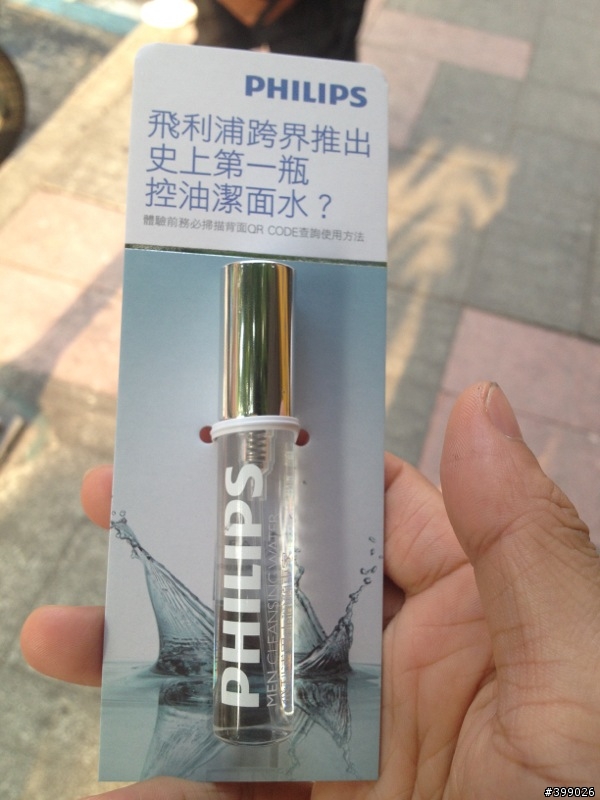 PHILIPS
飛利浦跨界推出
史上第一瓶
控油潔面水？
體驗前務必掃描背面QR CODE查詢使用方法
PHILIPS
MEN CLEANSING WATER
#399026